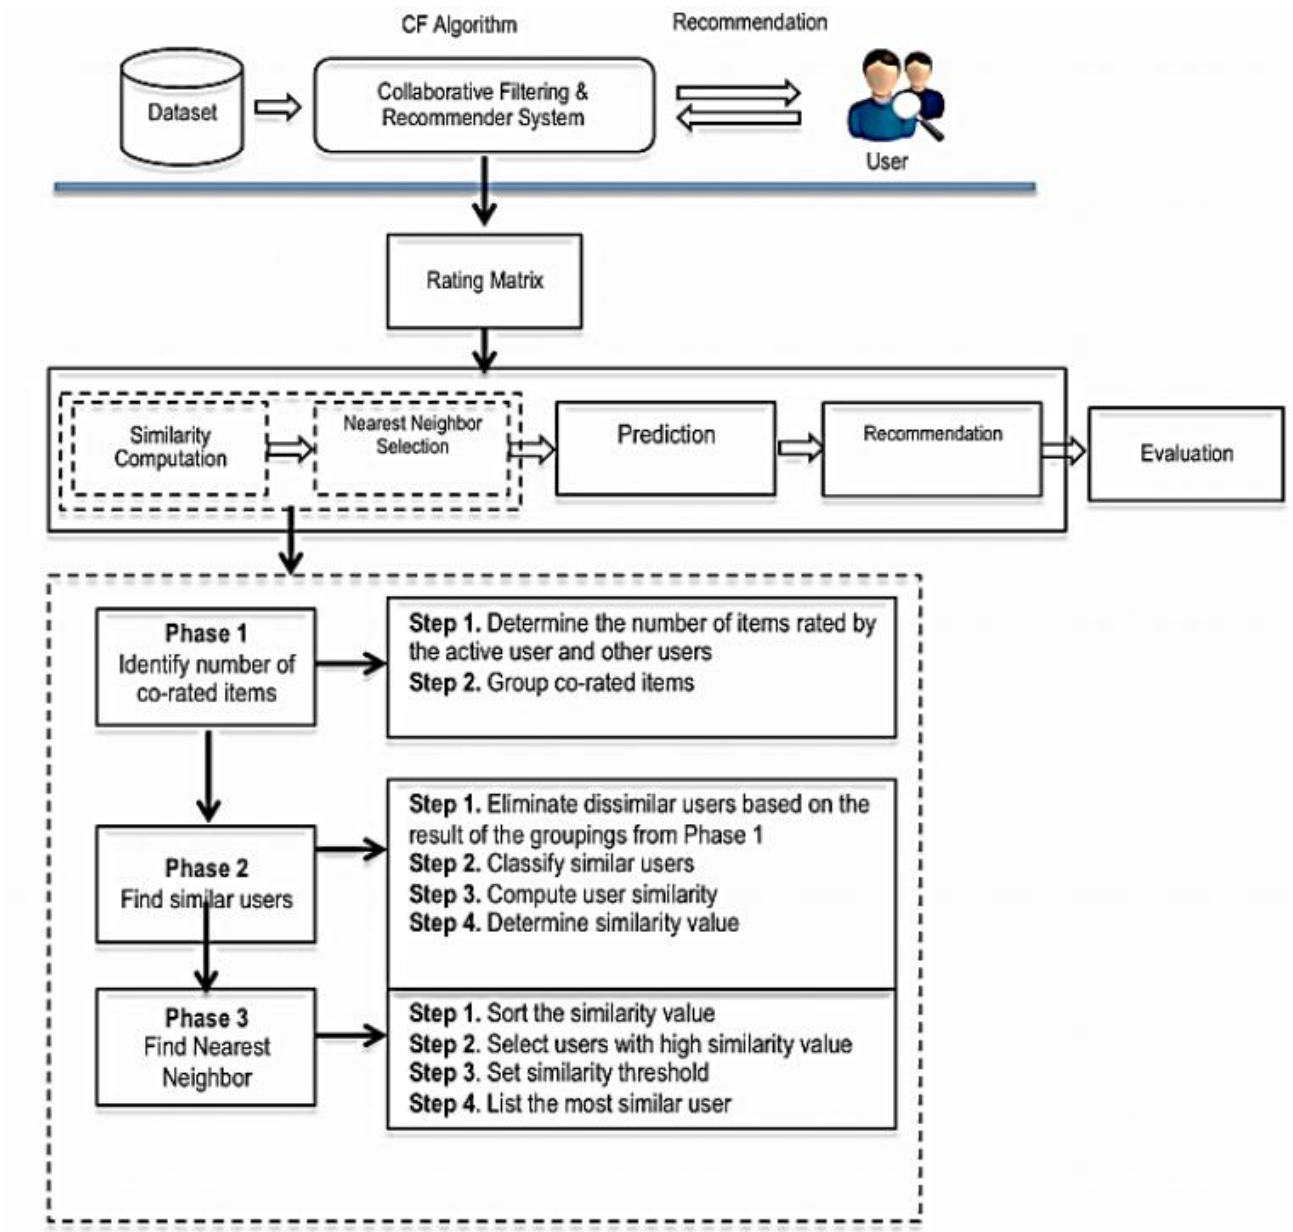 CF Algorithm
Recommendation
Dataset
Collaborative Filtering &
Recommender System
User
Rating Matrix
Similarity
Computation
Nearest Neighbor
Selection
Prediction
Recommendation
Evaluation
Phase 1
Identify number of
co-rated items
Step 1. Determine the number of items rated by
the active user and other users
Step 2. Group co-rated items
Phase 2
Find similar users
Step 1. Eliminate dissimilar users based on the
result of the groupings from Phase 1
Step 2. Classify similar users
Step 3. Compute user similarity
Step 4. Determine similarity value
Phase 3
Find Nearest
Neighbor
Step 1. Sort the similarity value
Step 2. Select users with high similarity value
Step 3. Set similarity threshold
Step 4. List the most similar user